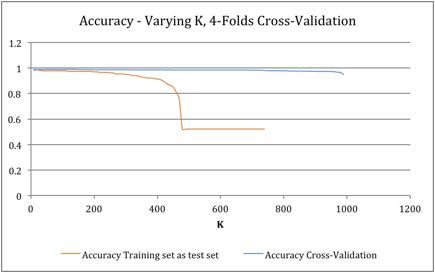 Accuracy - Varying K, 4-Folds Cross-Validation
1.2
1
0.8
0.6
0.4
0.2
0
0 200 400 600 800 1000 1200
K
Accuracy Training set as test set Accuracy Cross-Validation